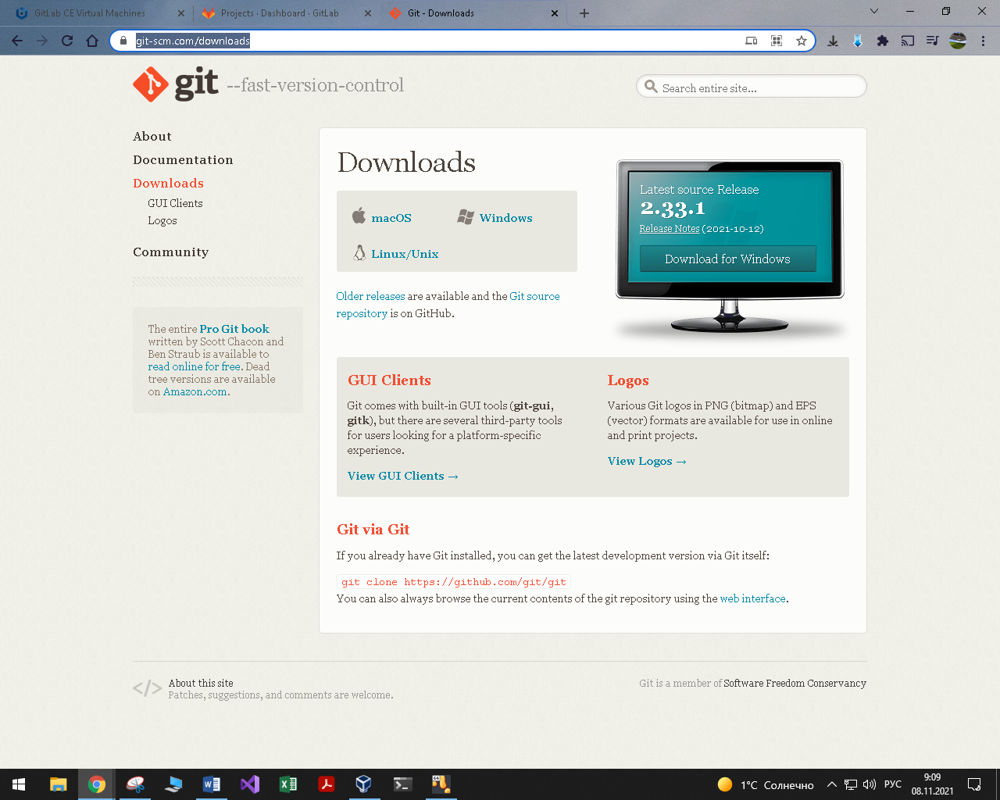 GitLab CE Virtual Machines
Projects · Dashboard · GitLab
Git - Downloads
git-scm.com/downloads
git --fast-version-control
Search entire site...
About
Documentation
Downloads
GUI Clients
Logos
Community
The entire Pro Git book
written by Scott Chacon and
Ben Straub is available to
read online for free. Dead
tree versions are available
on Amazon.com.
Downloads
macOS
Windows
Linux/Unix
Older releases are available and the Git source
repository is on GitHub.
Latest source Release
2.33.1
Release Notes (2021-10-12)
Download for Windows
GUI Clients
Git comes with built-in GUI tools (git-gui,
gitk), but there are several third-party tools
for users looking for a platform-specific
experience.
View GUI Clients →
Logos
Various Git logos in PNG (bitmap) and EPS
(vector) formats are available for use in online
and print projects.
View Logos →
Git via Git
If you already have Git installed, you can get the latest development version via Git itself:
git clone https://github.com/git/git
You can also always browse the current contents of the git repository using the web interface.
</> About this site
Patches, suggestions, and comments are welcome.
Git is a member of Software Freedom Conservancy
1°C Солнечно
РУС
9:09
08.11.2021